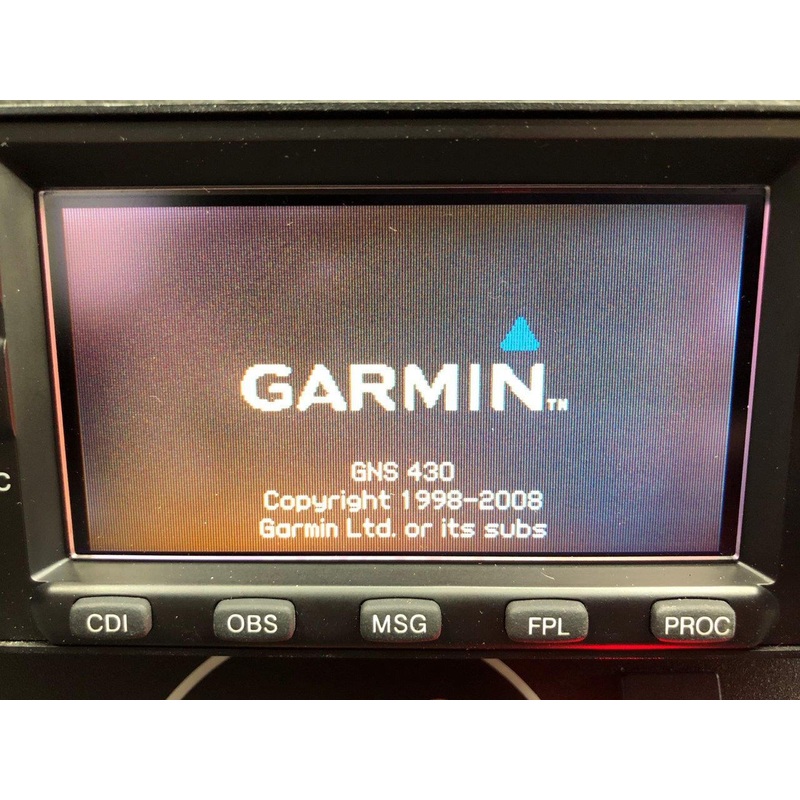 GARMIN™
GNS 430
Copyright 1998-2008
Garmin Ltd. or its subs
C
CDI OBS MSG FPL PROC